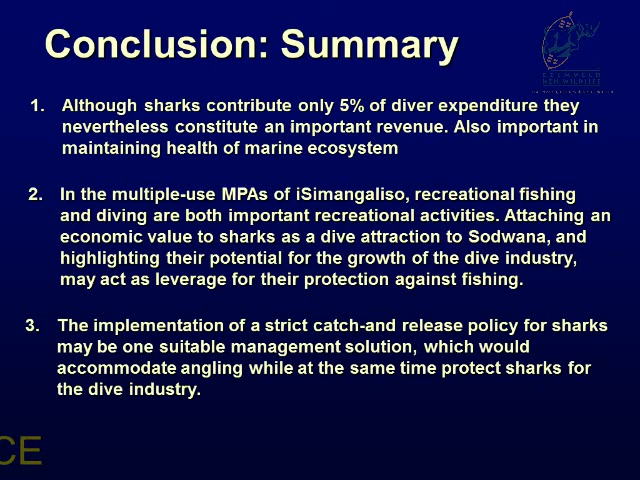 Conclusion: Summary
1. Although sharks contribute only 5% of diver expenditure they
nevertheless constitute an important revenue. Also important in
maintaining health of marine ecosystem
2. In the multiple-use MPAs of iSimangaliso, recreational fishing
and diving are both important recreational activities. Attaching an
economic value to sharks as a dive attraction to Sodwana, and
highlighting their potential for the growth of the dive industry,
may act as leverage for their protection against fishing.
3. The implementation of a strict catch-and release policy for sharks
may be one suitable management solution, which would
accommodate angling while at the same time protect sharks for
the dive industry.
CE